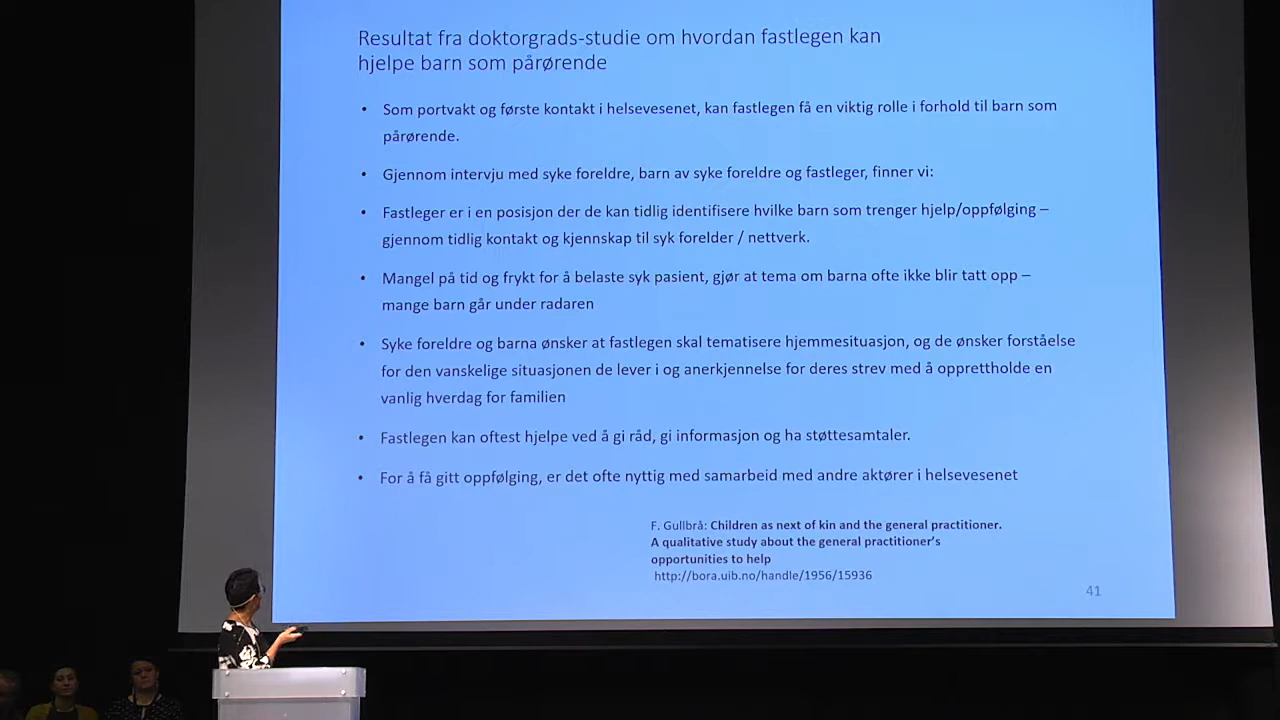 Resultat fra doktorgrads-studie om hvordan fastlegen kan
hjelpe barn som pårørende
• Som portvakt og første kontakt i helsevesenet, kan fastlegen få en viktig rolle i forhold til barn som
pårørende.
• Gjennom intervju med syke foreldre, barn av syke foreldre og fastleger, finner vi:
• Fastleger er i en posisjon der de kan tidlig identifisere hvilke barn som trenger hjelp/oppfølging –
gjennom tidlig kontakt og kjennskap til syk forelder / nettverk.
• Mangel på tid og frykt for å belaste syk pasient, gjør at tema om barna ofte ikke blir tatt opp –
mange barn går under radaren
• Syke foreldre og barna ønsker at fastlegen skal tematisere hjemmesituasjon, og de ønsker forståelse
for den vanskelige situasjonen de lever i og anerkjennelse for deres strev med å opprettholde en
vanlig hverdag for familien
• Fastlegen kan oftest hjelpe ved å gi råd, gi informasjon og ha støttesamtaler.
• For å få gitt oppfølging, er det ofte nyttig med samarbeid med andre aktører i helsevesenet
F. Gullbrå: Children as next of kin and the general practitioner.
A qualitative study about the general practitioner's
opportunities to help
http://bora.uib.no/handle/1956/15936
41